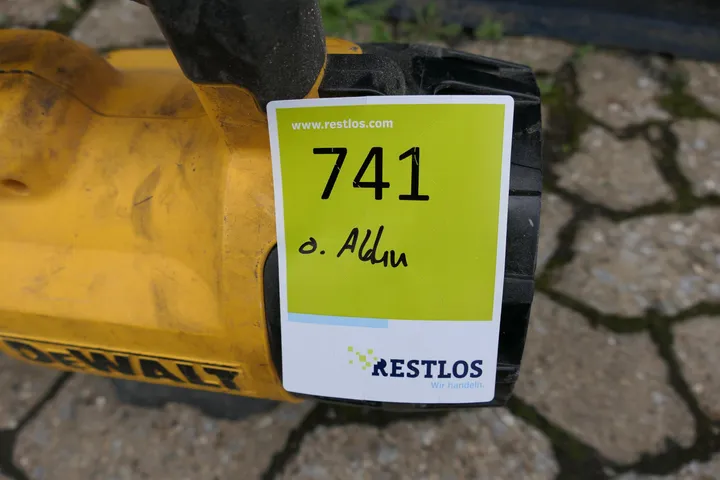 www.restlos.com
741
o. Akku
DEWALT
RESTLOS
Wir handeln.